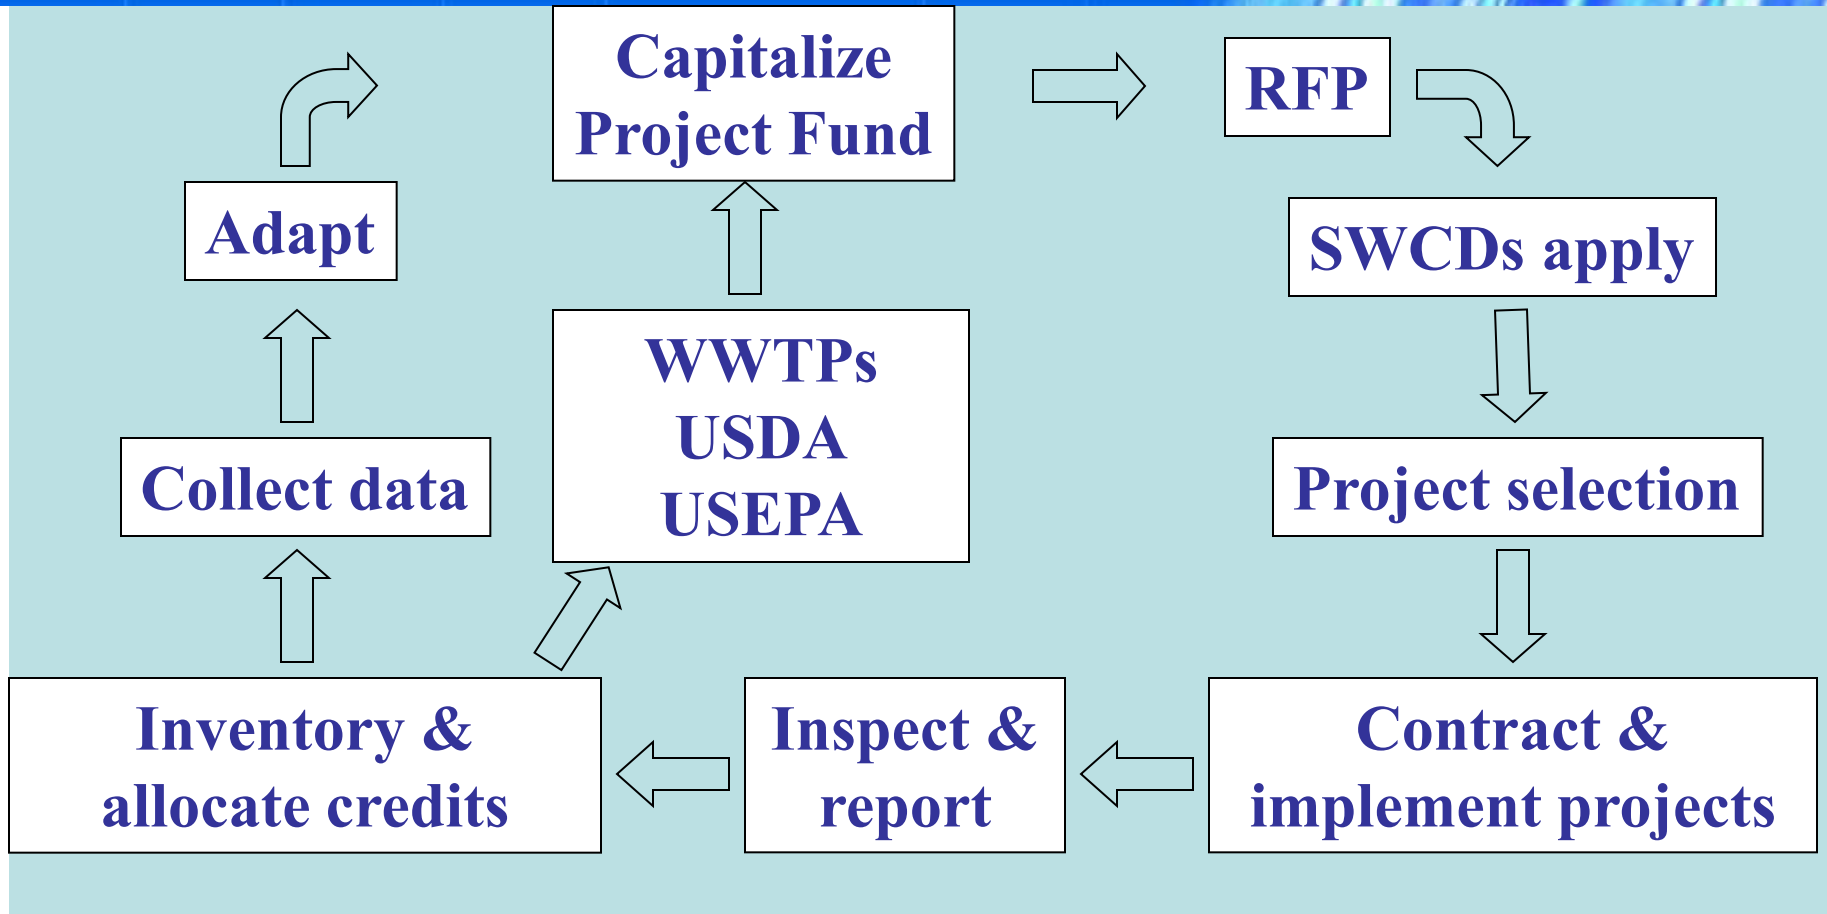 Capitalize
Project Fund
RFP
SWCDs apply
Project selection
Contract &
implement projects
Inspect &
report
Inventory &
allocate credits
Collect data
Adapt
WWTPs
USDA
USEPA